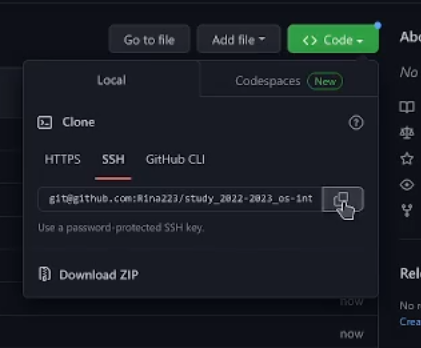 Go to file Add file Code
Local Codespaces New
Clone
HTTPS SSH GitHub CLI
git@github.com:Rina223/study_2022-2023_os-int
Use a password-protected SSH key.
Download ZIP
now
now
Abo
No
Rel
No r
Crea